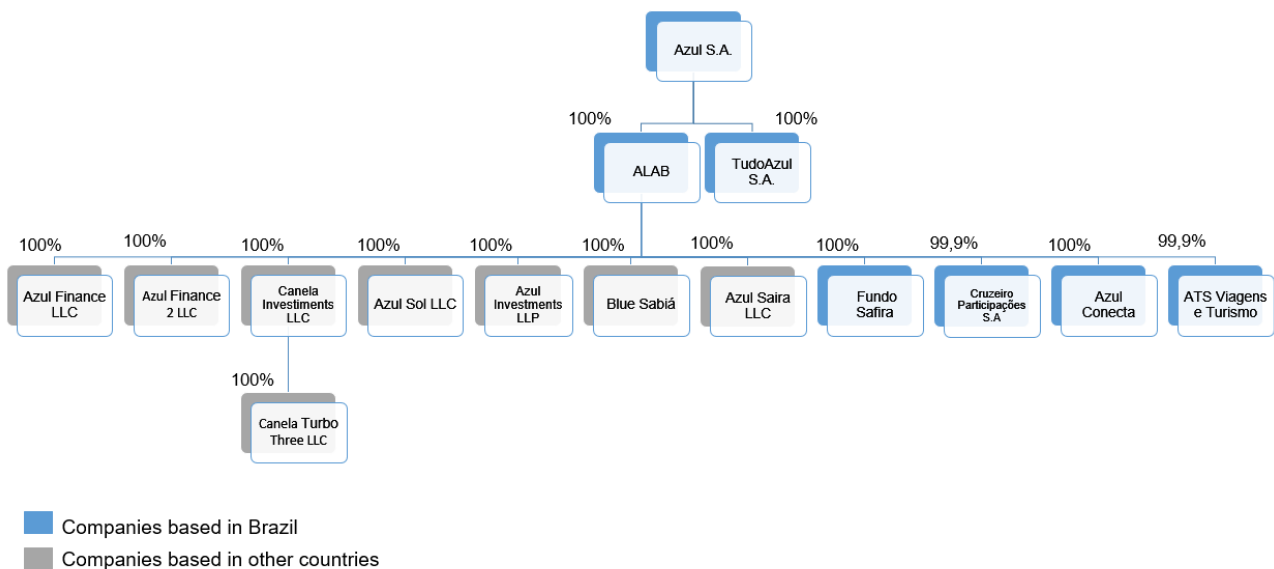 Azul S.A.
100%
100%
ALAB
TudoAzul
S.A.
100%
100%
100%
100%
100%
100%
100%
100%
99,9%
100%
99,9%
Azul Finance
LLC
Azul Finance
2 LLC
Canela
Investiments
LLC
Azul Sol LLC
Azul
Investments
LLP
Blue Sabiá
Azul Saira
LLC
Fundo
Safira
Cruzeiro
Participações
S.A
Azul
Conecta
ATS Viagens
e Turismo
100%
Canela Turbo
Three LLC
Companies based in Brazil
Companies based in other countries